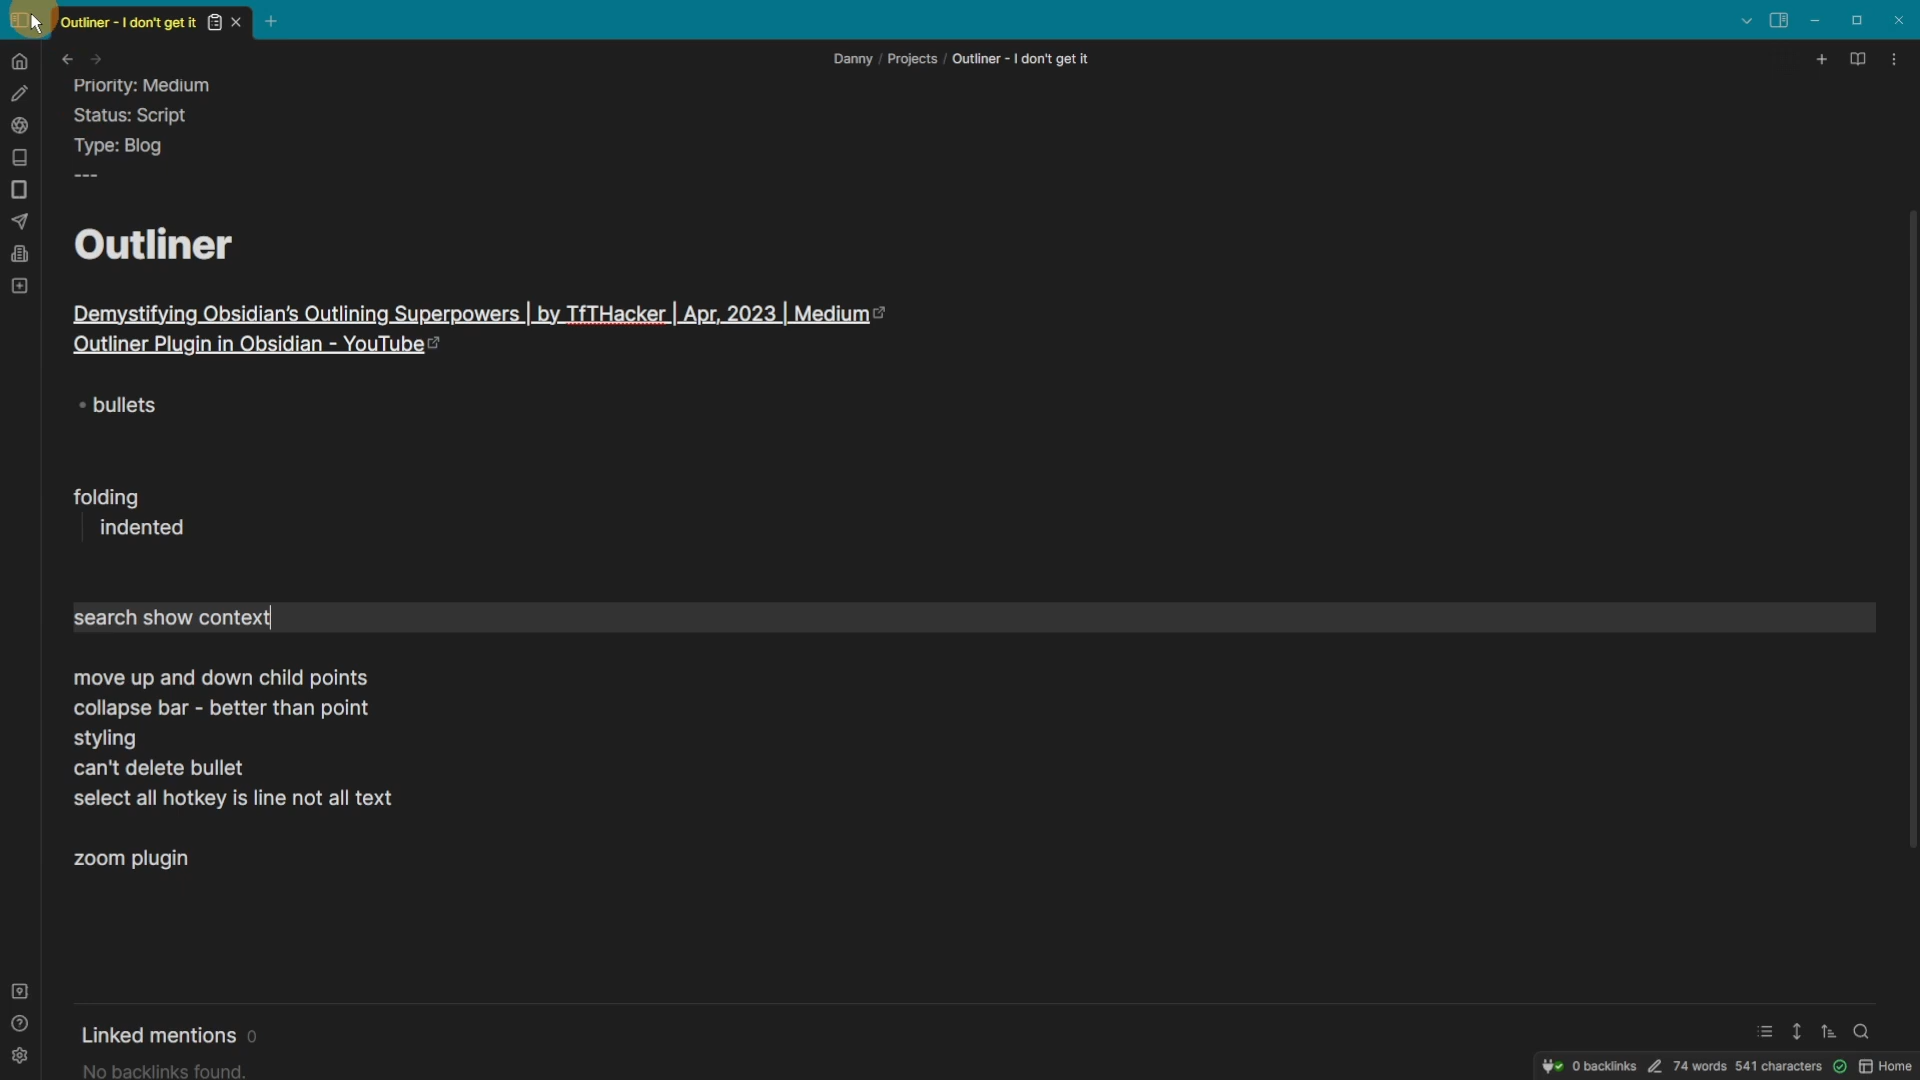 Outliner - I don't get it
Danny / Projects / Outliner - I don't get it
Priority: Medium
Status: Script
Type: Blog
---
Outliner
Demystifying Obsidian's Outlining Superpowers | by TfTHacker | Apr, 2023 | Medium
Outliner Plugin in Obsidian - YouTube
• bullets
folding
indented
search show context
move up and down child points
collapse bar - better than point
styling
can't delete bullet
select all hotkey is line not all text
zoom plugin
Linked mentions 0
No backlinks found.
0 backlinks 74 words 541 characters Home